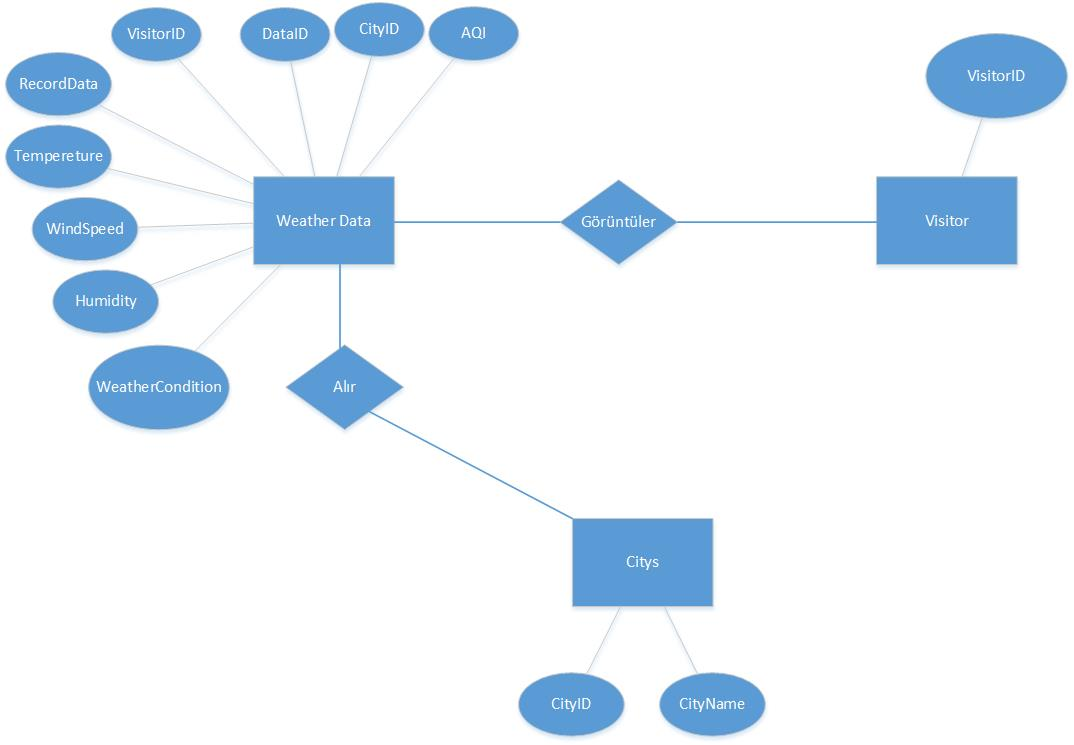 VisitorID
DataID
CityID
AQI
VisitorID
RecordData
Tempereture
WindSpeed
Humidity
WeatherCondition
Weather Data
Görüntüler
Visitor
Alır
Citys
CityID
CityName